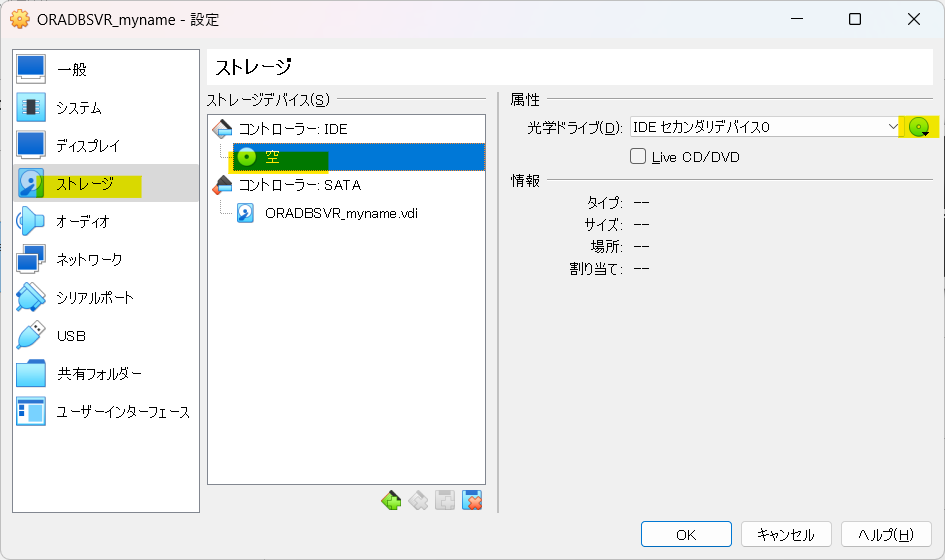 ORADBSVR_myname - 設定
一般
システム
ディスプレイ
ストレージ
オーディオ
ネットワーク
シリアルポート
USB
共有フォルダー
ユーザーインターフェース
ストレージ
ストレージデバイス(S)
コントローラー: IDE
空
コントローラー: SATA
ORADBSVR_myname.vdi
属性
光学ドライブ(D): IDE セカンダリデバイス0
Live CD/DVD
情報
タイプ: --
サイズ: --
場所: --
割り当て: --
OK
キャンセル
ヘルプ(H)